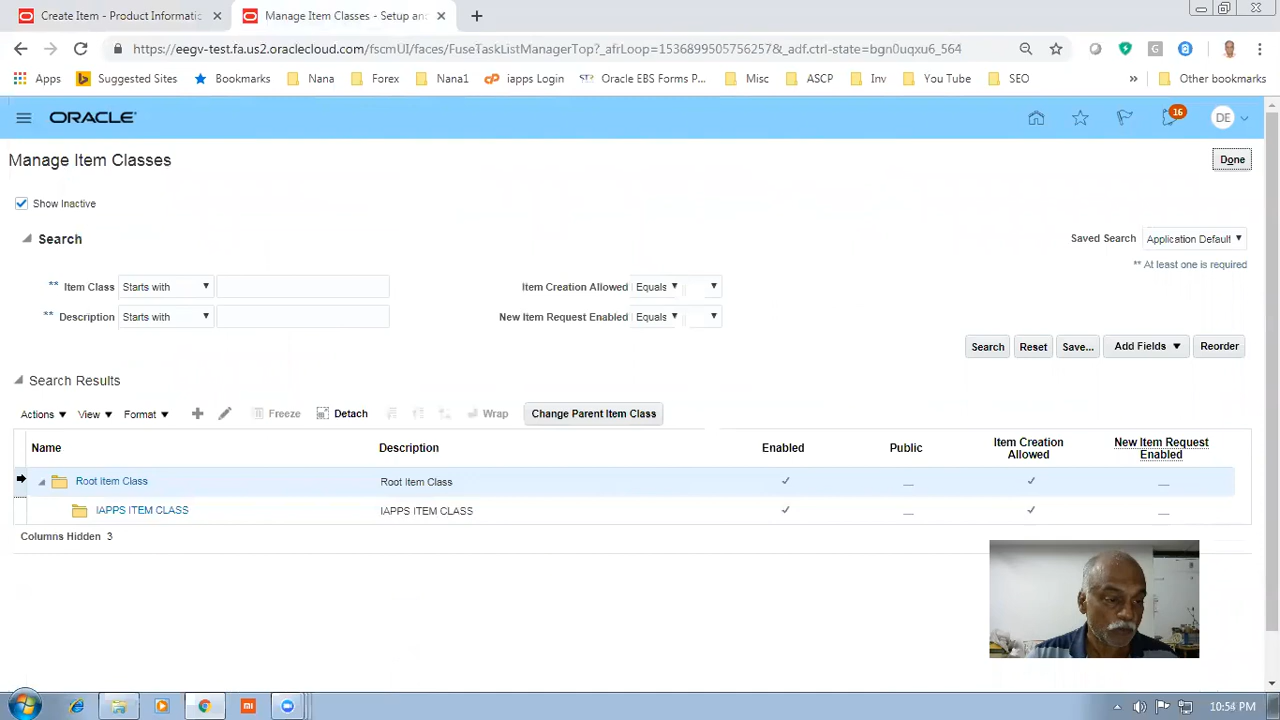 Create Item - Product Informatic
Manage Item Classes - Setup an
https://eegv-test.fa.us2.oraclecloud.com/fscmUI/faces/FuseTaskListManagerTop?_afrLoop=153689950575625​7&_adf.ctrl-state=bgn0uqxu6_564
Apps
Suggested Sites
Bookmarks
Nana
Forex
Nana1
iapps Login
Oracle EBS Forms P...
Misc
ASCP
Inv
You Tube
SEO
»
Other bookmarks
ORACLE
16
DE
Manage Item Classes
Done
Show Inactive
Search
Saved Search
Application Default
** At least one is required
** Item Class
Starts with
Item Creation Allowed
Equals
** Description
Starts with
New Item Request Enabled
Equals
Search
Reset
Save...
Add Fields
Reorder
Search Results
Actions
View
Format
Freeze
Detach
Wrap
Change Parent Item Class
Name
Description
Enabled
Public
Item Creation Allowed
New Item Request Enabled
Root Item Class
Root Item Class
IAPPS ITEM CLASS
IAPPS ITEM CLASS
Columns Hidden 3
10:54 PM